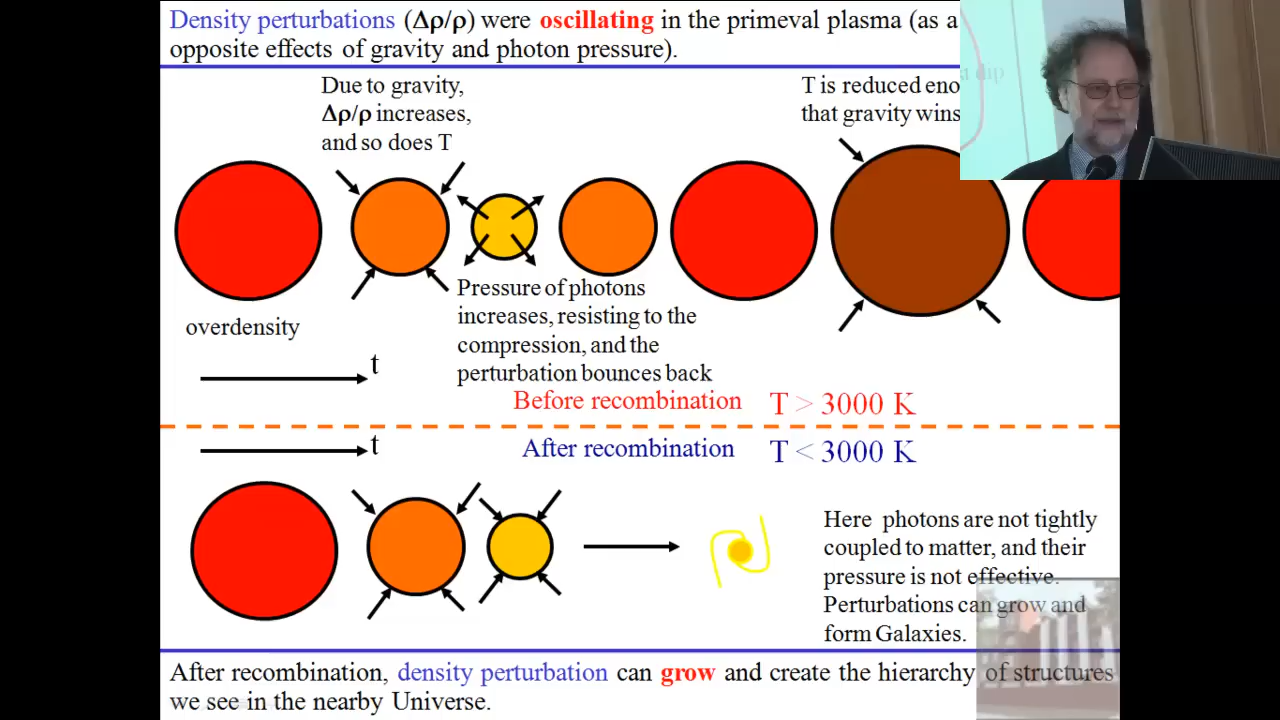 Density perturbations (Δρ/ρ) were oscillating in the primeval plasma (as a
opposite effects of gravity and photon pressure).
Due to gravity,
Δρ/ρ increases,
and so does T
T is reduced eno
that gravity wins
dip
overdensity
Pressure of photons
increases, resisting to the
compression, and the
perturbation bounces back
t
Before recombination T > 3000 K
t
After recombination T < 3000 K
Here photons are not tightly
coupled to matter, and their
pressure is not effective.
Perturbations can grow and
form Galaxies.
After recombination, density perturbation can grow and create the hierarchy of structures
we see in the nearby Universe.